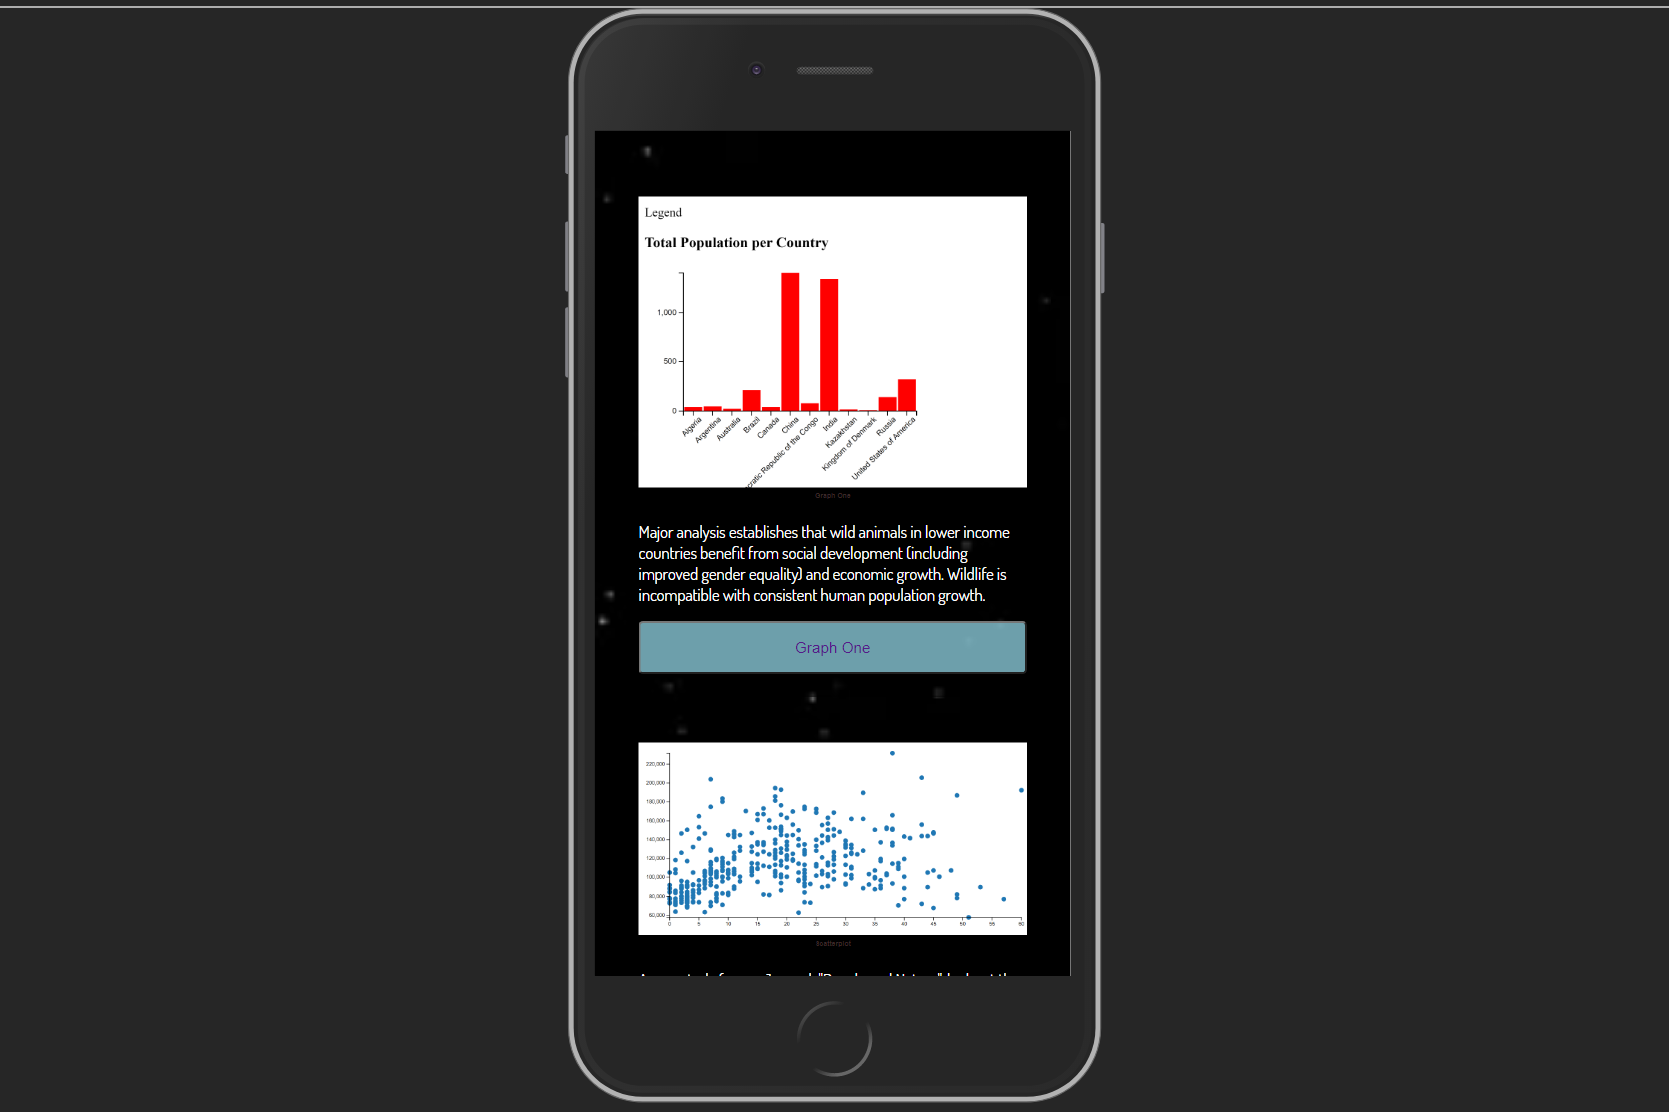 Legend
Total Population per Country
1,000
500
0
Algeria
Argentina
Australia
Brazil
Canada
China
cratic Republic of the Congo
India
Kazakhstan
Kingdom of Denmark
Russia
United States of America
Graph One
Major analysis establishes that wild animals in lower income
countries benefit from social development (including
improved gender equality) and economic growth. Wildlife is
incompatible with consistent human population growth.
Graph One
220,000
200,000
180,000
160,000
140,000
120,000
100,000
80,000
60,000
0 5 10 15 20 25 30 35 40 45 50 55 60
Scatterplot